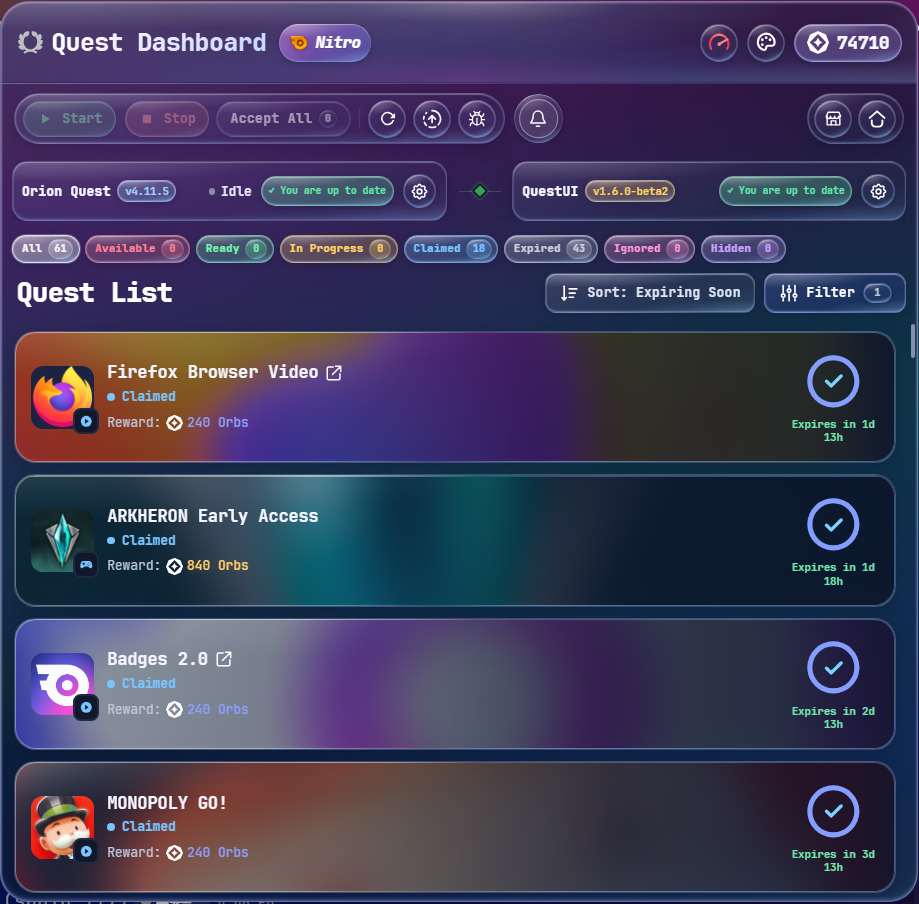 Quest Dashboard Nitro 74710
Start Stop Accept All 0
Orion Quest v4.11.5 Idle ✓ You are up to date QuestUI v1.6.0-beta2 ✓ You are up to date
All 61 Available 0 Ready 0 In Progress 0 Claimed 18 Expired 43 Ignored 0 Hidden 0
Quest List Sort: Expiring Soon Filter 1
Firefox Browser Video
Claimed
Reward: 240 Orbs
Expires in 1d
13h
ARKHERON Early Access
Claimed
Reward: 840 Orbs
Expires in 1d
18h
Badges 2.0
Claimed
Reward: 240 Orbs
Expires in 2d
13h
MONOPOLY GO!
Claimed
Reward: 240 Orbs
Expires in 3d
13h